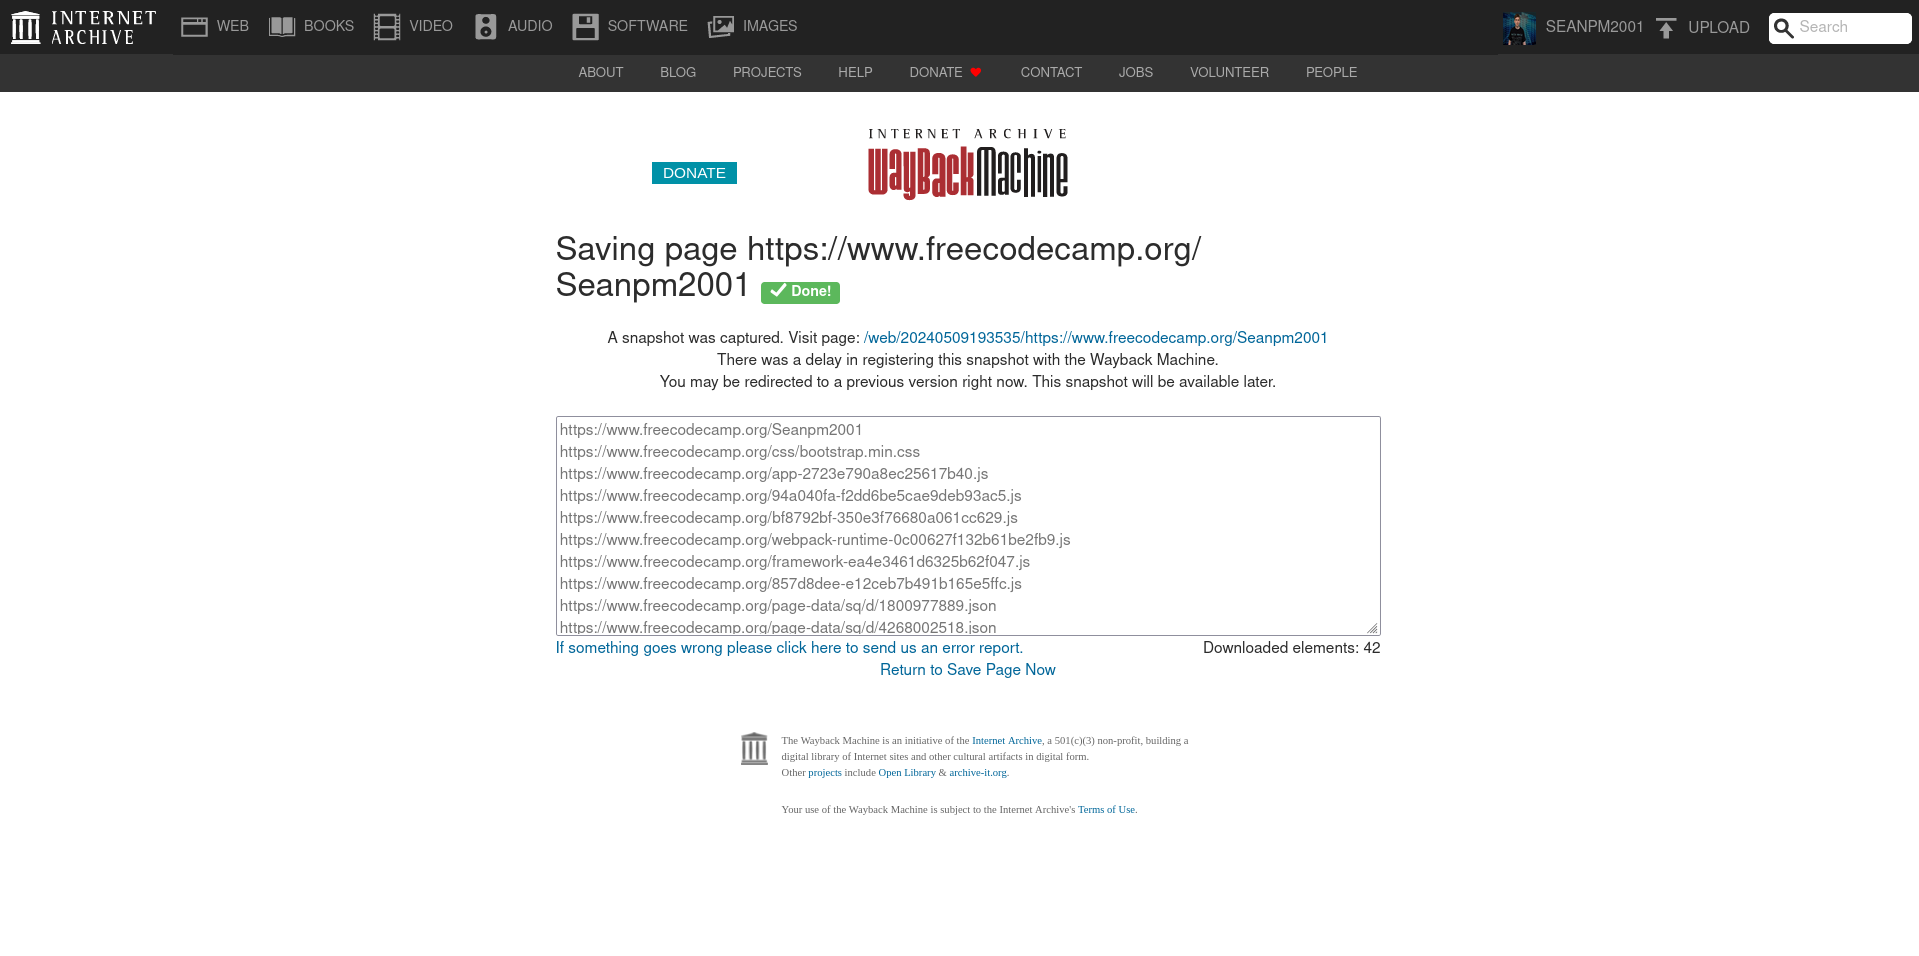 INTERNET ARCHIVE
WEB
BOOKS
VIDEO
AUDIO
SOFTWARE
IMAGES
SEANPM2001
UPLOAD
Search
ABOUT
BLOG
PROJECTS
HELP
DONATE
CONTACT
JOBS
VOLUNTEER
PEOPLE
DONATE
INTERNET ARCHIVE
WayBackMachine
Saving page https://www.freecodecamp.org/
Seanpm2001 Done!
A snapshot was captured. Visit page: /web/20240509193535/https://www.freecodecamp.org/Seanpm2001
There was a delay in registering this snapshot with the Wayback Machine.
You may be redirected to a previous version right now. This snapshot will be available later.
https://www.freecodecamp.org/Seanpm2001
https://www.freecodecamp.org/css/bootstrap.min.css
https://www.freecodecamp.org/app-2723e790a8ec25617b40.js
https://www.freecodecamp.org/94a040fa-f2dd6be5cae9deb93ac5.js
https://www.freecodecamp.org/bf8792bf-350e3f76680a061cc629.js
https://www.freecodecamp.org/webpack-runtime-0c00627f132b61be2fb9.js
https://www.freecodecamp.org/framework-ea4e3461d6325b62f047.js
https://www.freecodecamp.org/857d8dee-e12ceb7b491b165e5ffc.js
https://www.freecodecamp.org/page-data/sq/d/1800977889.json
https://www.freecodecamp.org/page-data/sq/d/4268002518.json
If something goes wrong please click here to send us an error report.
Downloaded elements: 42
Return to Save Page Now
The Wayback Machine is an initiative of the Internet Archive, a 501(c)(3) non-profit, building a
digital library of Internet sites and other cultural artifacts in digital form.
Other projects include Open Library & archive-it.org.
Your use of the Wayback Machine is subject to the Internet Archive's Terms of Use.